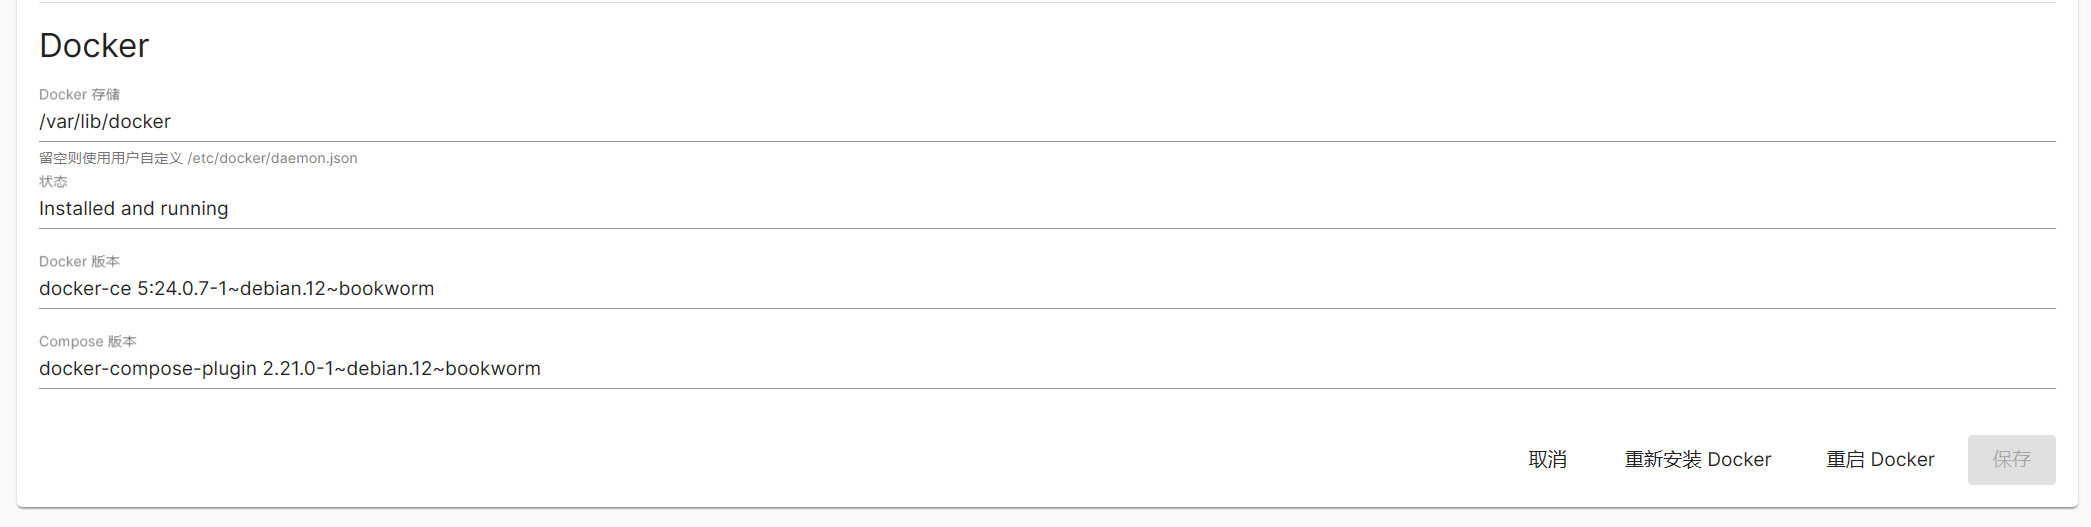 Docker
Docker 存储
/var/lib/docker
留空则使用用户自定义 /etc/docker/daemon.json
状态
Installed and running
Docker 版本
docker-ce 5:24.0.7-1~debian.12~bookworm
Compose 版本
docker-compose-plugin 2.21.0-1~debian.12~bookworm
取消 重新安装 Docker 重启 Docker 保存